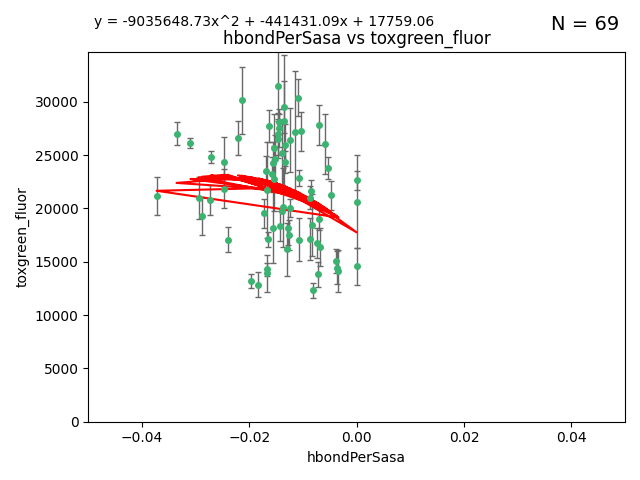 y = -9035648.73x^2 + -441431.09x + 17759.06
N = 69
hbondPerSasa vs toxgreen_fluor
toxgreen_fluor
30000
25000
20000
15000
10000
5000
0
−0.04
−0.02
0.00
0.02
0.04
hbondPerSasa